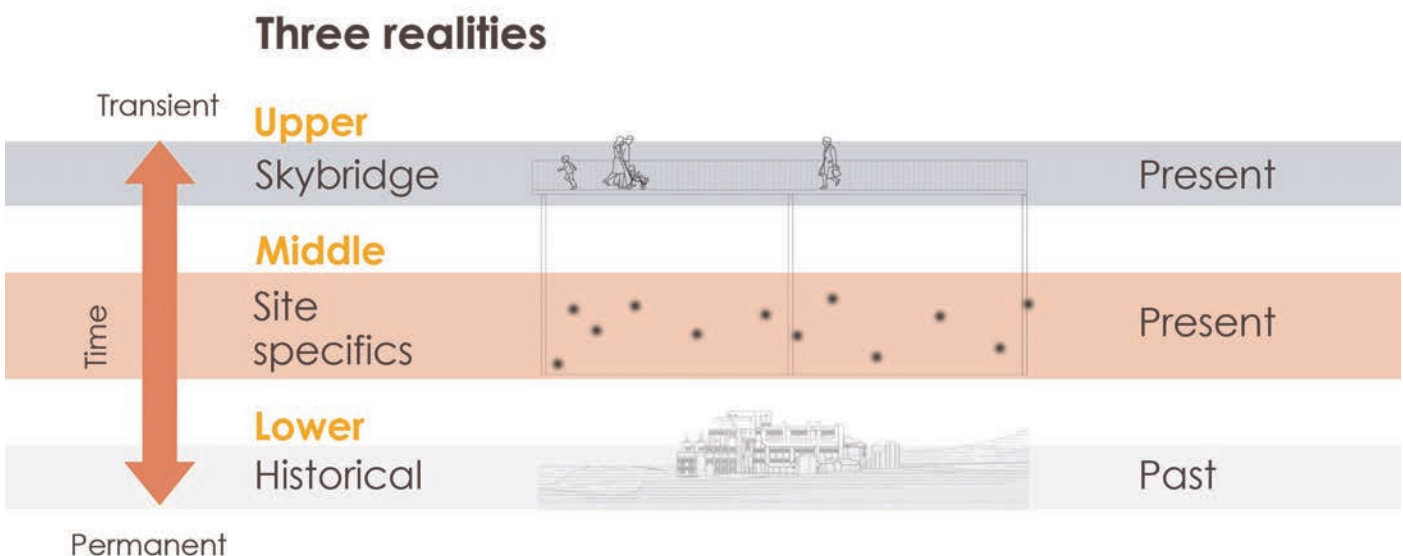 Three realities
Transient
Upper
Skybridge
Present
Middle
Site
specifics
Present
Time
Lower
Historical
Past
Permanent